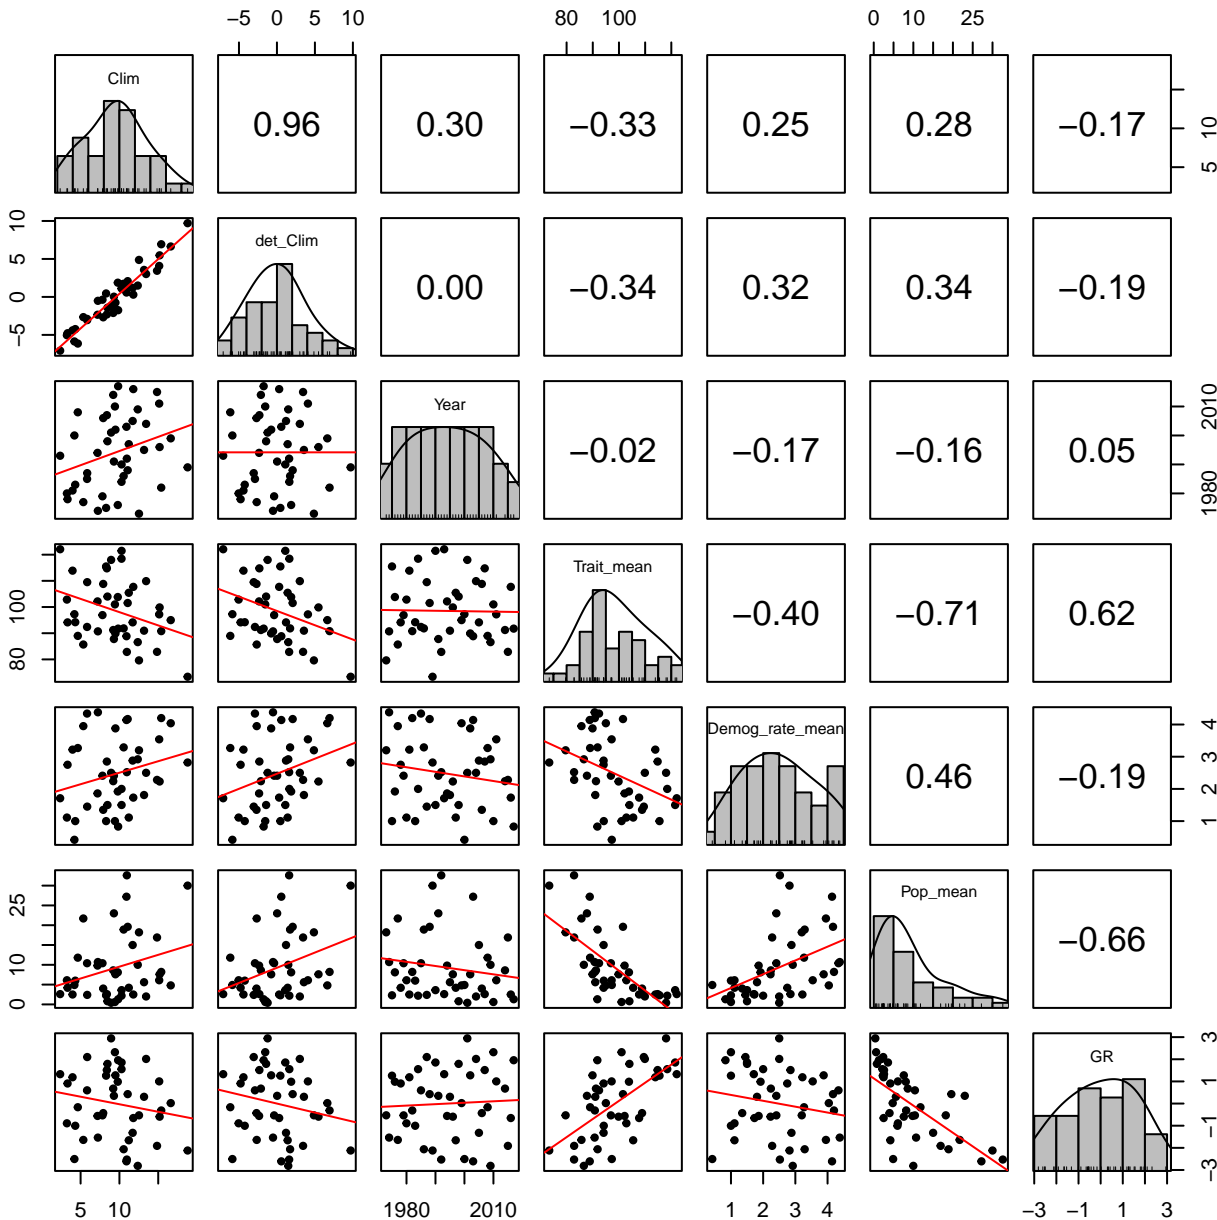 −5 0 5 10 80 100 0 5 15 25
Clim
0.96 0.30 −0.33 0.25 0.28 −0.17
5 10
−5 0 5 10
det_Clim
0.00 −0.34 0.32 0.34 −0.19
Year
−0.02 −0.17 −0.16 0.05
1980 2010
80 100
Trait_mean
−0.40 −0.71 0.62
Demog_rate_mean
0.46 −0.19
1 2 3 4
0 10 25
Pop_mean
−0.66
GR
−3 −1 1 3
5 10 1980 2010 1 2 3 4 −3 −1 1 3